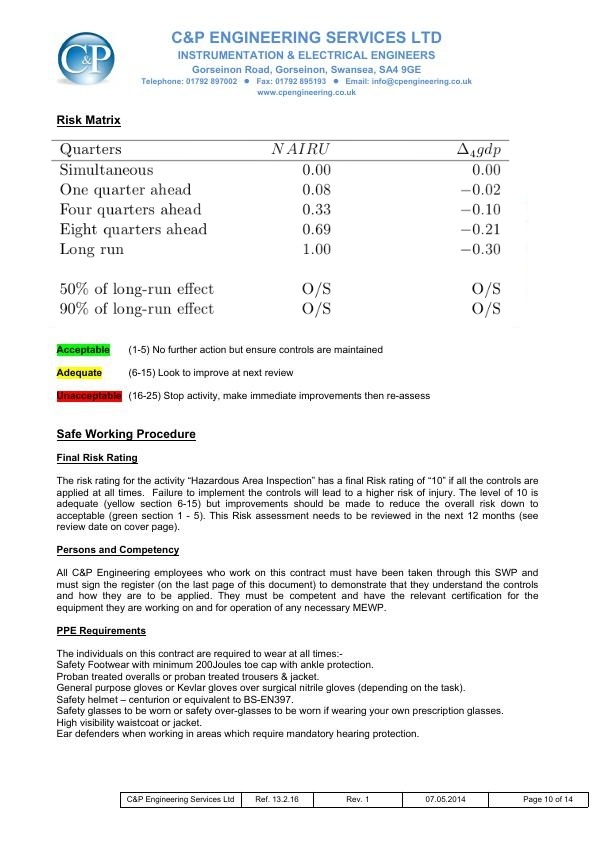 C&P ENGINEERING SERVICES LTD
INSTRUMENTATION & ELECTRICAL ENGINEERS
Gorseinon Road, Gorseinon, Swansea, SA4 9GE
Telephone: 01792 897002 ● Fax: 01792 895193 ● Email: info@cpengineering.co.uk
www.cpengineering.co.uk
C&P
Risk Matrix
Quarters NAIRU Δ4gdp
Simultaneous 0.00 0.00
One quarter ahead 0.08 −0.02
Four quarters ahead 0.33 −0.10
Eight quarters ahead 0.69 −0.21
Long run 1.00 −0.30
50% of long-run effect O/S O/S
90% of long-run effect O/S O/S
Acceptable (1-5) No further action but ensure controls are maintained
Adequate (6-15) Look to improve at next review
Unacceptable (16-25) Stop activity, make immediate improvements then re-assess
Safe Working Procedure
Final Risk Rating
The risk rating for the activity “Hazardous Area Inspection” has a final Risk rating of “10” if all the controls are
applied at all times. Failure to implement the controls will lead to a higher risk of injury. The level of 10 is
adequate (yellow section 6-15) but improvements should be made to reduce the overall risk down to
acceptable (green section 1 - 5). This Risk assessment needs to be reviewed in the next 12 months (see
review date on cover page).
Persons and Competency
All C&P Engineering employees who work on this contract must have been taken through this SWP and
must sign the register (on the last page of this document) to demonstrate that they understand the controls
and how they are to be applied. They must be competent and have the relevant certification for the
equipment they are working on and for operation of any necessary MEWP.
PPE Requirements
The individuals on this contract are required to wear at all times:-
Safety Footwear with minimum 200Joules toe cap with ankle protection.
Proban treated overalls or proban treated trousers & jacket.
General purpose gloves or Kevlar gloves over surgical nitrile gloves (depending on the task).
Safety helmet – centurion or equivalent to BS-EN397.
Safety glasses to be worn or safety over-glasses to be worn if wearing your own prescription glasses.
High visibility waistcoat or jacket.
Ear defenders when working in areas which require mandatory hearing protection.
C&P Engineering Services Ltd Ref. 13.2.16 Rev. 1 07.05.2014 Page 10 of 14